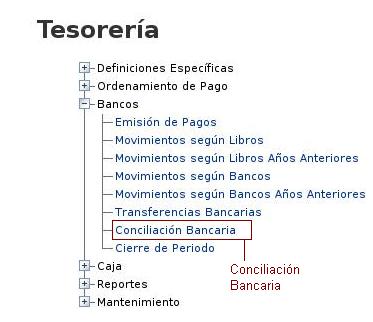 Tesorería
Definiciones Específicas
Ordenamiento de Pago
Bancos
Emisión de Pagos
Movimientos según Libros
Movimientos según Libros Años Anteriores
Movimientos según Bancos
Movimientos según Bancos Años Anteriores
Transferencias Bancarias
Conciliación Bancaria
Cierre de Periodo
Caja
Conciliación
Bancaria
Reportes
Mantenimiento